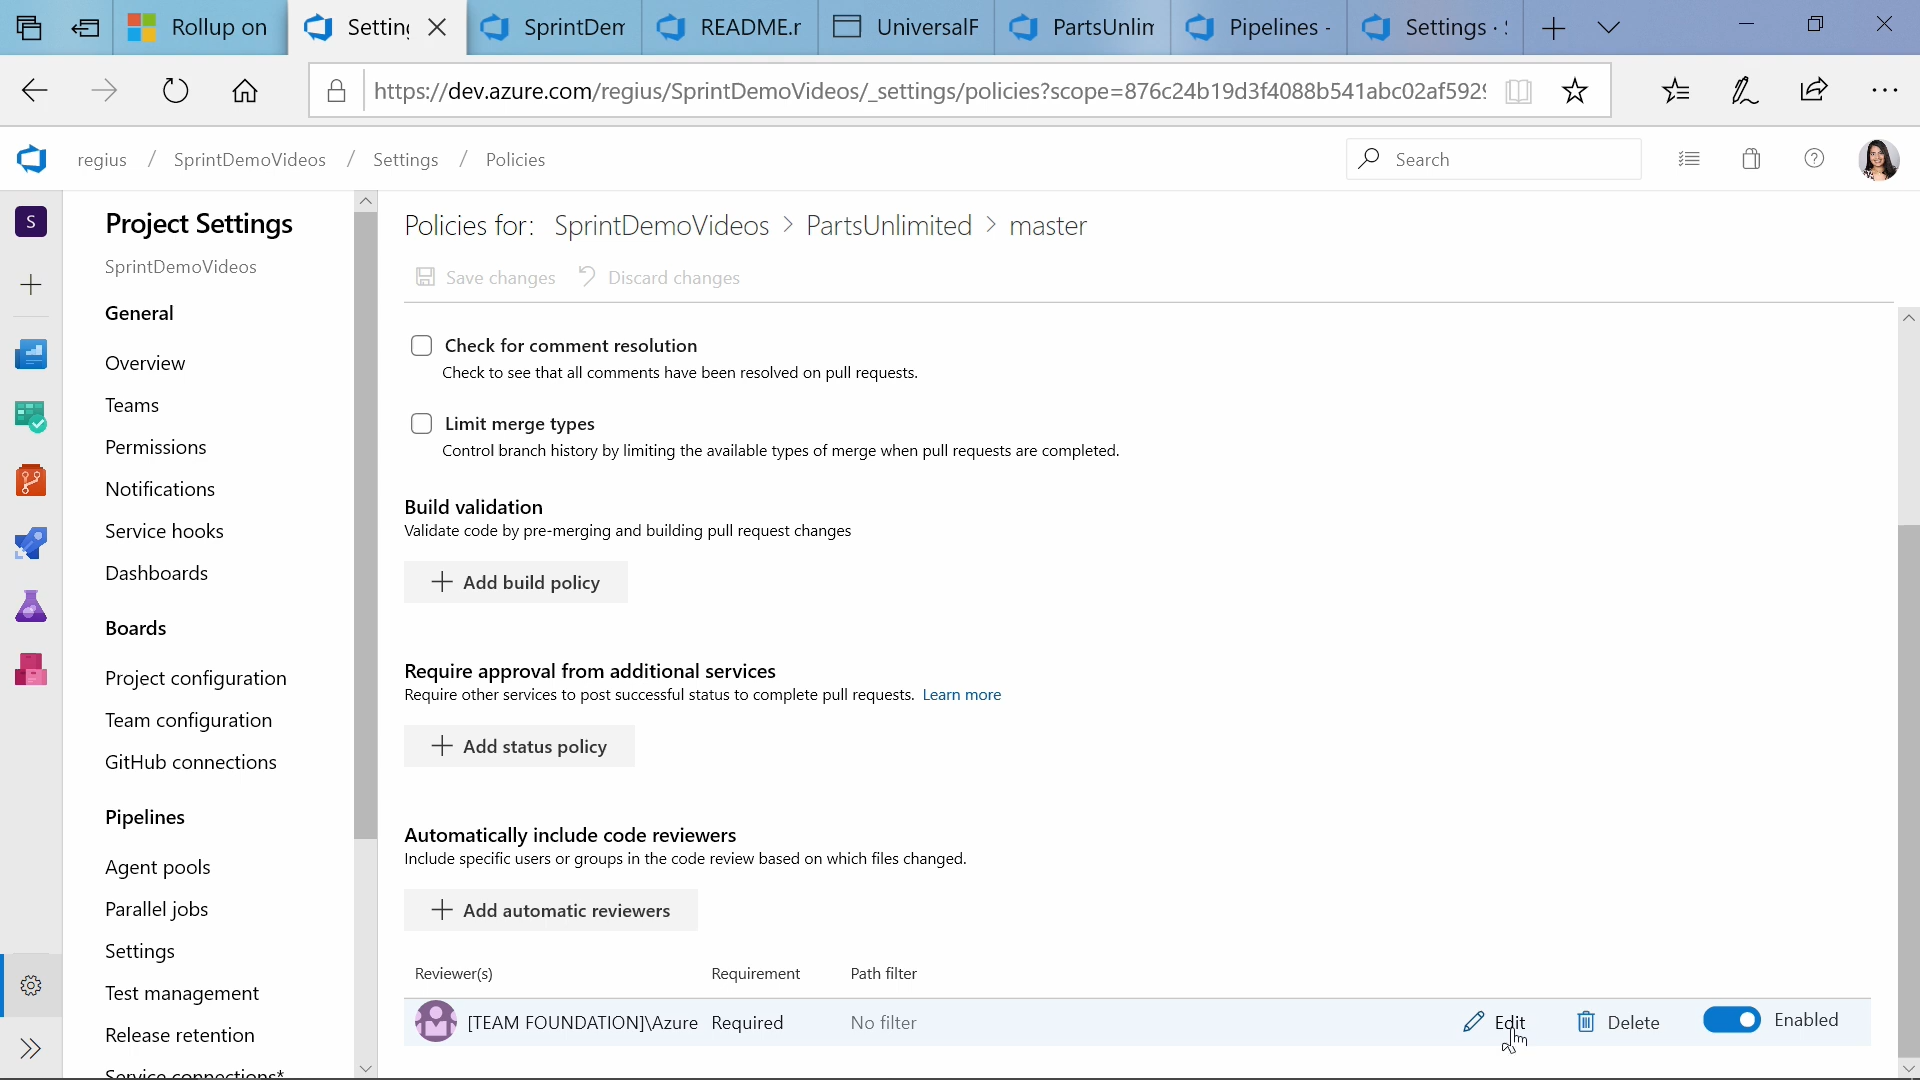 Rollup on
Setting
SprintDem
README.r
UniversalF
PartsUnlim
Pipelines -
Settings ·
https://dev.azure.com/regius/SprintDemoVideos/_settings/policies?scope=876c24b19d3f4088b541abc02af592
regius / SprintDemoVideos / Settings / Policies
Search
S
Project Settings
SprintDemoVideos
General
Overview
Teams
Permissions
Notifications
Service hooks
Dashboards
Boards
Project configuration
Team configuration
GitHub connections
Pipelines
Agent pools
Parallel jobs
Settings
Test management
Release retention
Service connections*
Policies for: SprintDemoVideos > PartsUnlimited > master
Save changes Discard changes
Check for comment resolution
Check to see that all comments have been resolved on pull requests.
Limit merge types
Control branch history by limiting the available types of merge when pull requests are completed.
Build validation
Validate code by pre-merging and building pull request changes
+ Add build policy
Require approval from additional services
Require other services to post successful status to complete pull requests. Learn more
+ Add status policy
Automatically include code reviewers
Include specific users or groups in the code review based on which files changed.
+ Add automatic reviewers
Reviewer(s) Requirement Path filter
[TEAM FOUNDATION]\Azure Required No filter Edit Delete Enabled